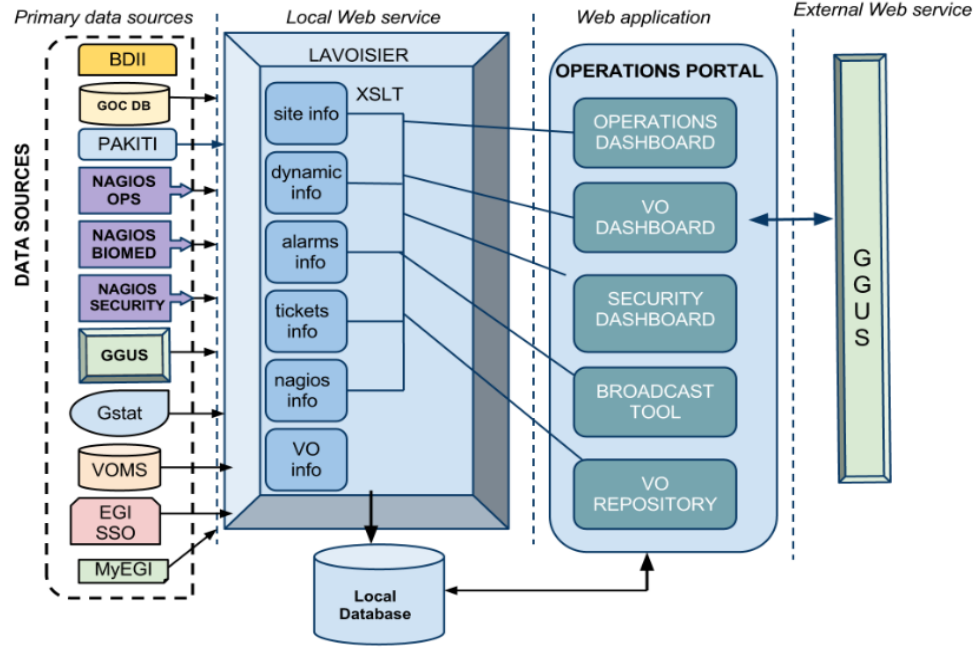 Primary data sources
Local Web service
Web application
External Web service
DATA SOURCES
BDII
GOC DB
PAKITI
NAGIOS
OPS
NAGIOS
BIOMED
NAGIOS
SECURITY
GGUS
Gstat
VOMS
EGI
SSO
MyEGI
LAVOISIER
XSLT
site info
dynamic
info
alarms
info
tickets
info
nagios
info
VO
info
Local
Database
OPERATIONS PORTAL
OPERATIONS
DASHBOARD
VO
DASHBOARD
SECURITY
DASHBOARD
BROADCAST
TOOL
VO
REPOSITORY
G
G
U
S